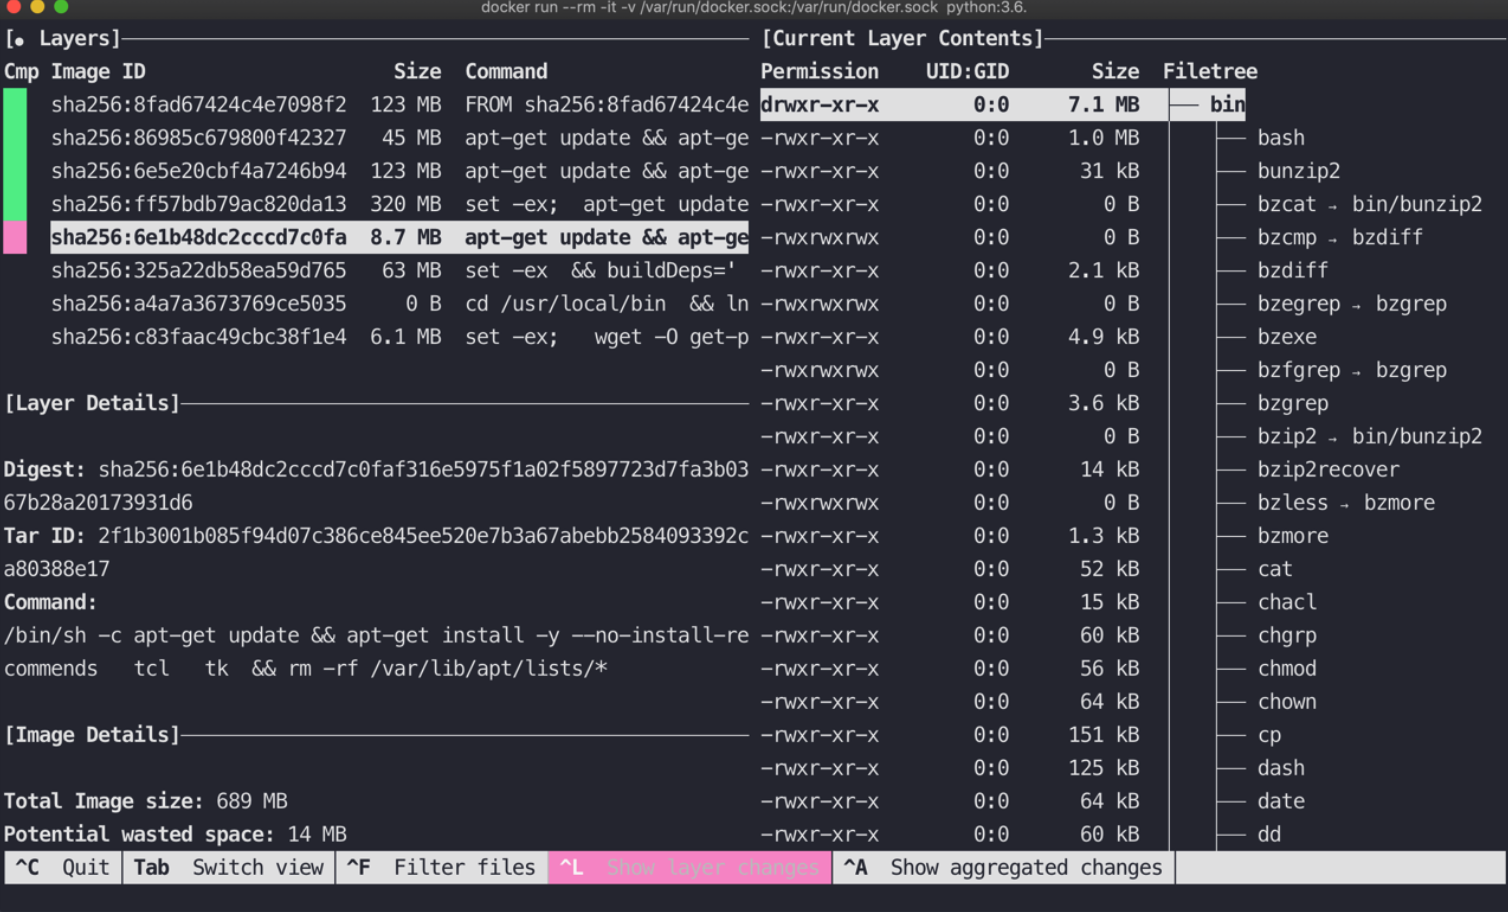 docker run --rm -it -v /var/run/docker.sock:/var/run/docker.sock python:3.6.
[● Layers]
Cmp Image ID Size Command
sha256:8fad67424c4e7098f2 123 MB FROM sha256:8fad67424c4e
sha256:86985c679800f42327 45 MB apt-get update && apt-ge
sha256:6e5e20cbf4a7246b94 123 MB apt-get update && apt-ge
sha256:ff57bdb79ac820da13 320 MB set -ex; apt-get update
sha256:6e1b48dc2cccd7c0fa 8.7 MB apt-get update && apt-ge
sha256:325a22db58ea59d765 63 MB set -ex && buildDeps='
sha256:a4a7a3673769ce5035 0 B cd /usr/local/bin && ln
sha256:c83faac49cbc38f1e4 6.1 MB set -ex; wget -O get-p
[Layer Details]
Digest: sha256:6e1b48dc2cccd7c0faf316e5975f1a02f5897723d7fa3b03
67b28a20173931d6
Tar ID: 2f1b3001b085f94d07c386ce845ee520e7b3a67abebb2584093392c
a80388e17
Command:
/bin/sh -c apt-get update && apt-get install -y --no-install-re
commends tcl tk && rm -rf /var/lib/apt/lists/*
[Image Details]
Total Image size: 689 MB
Potential wasted space: 14 MB
[Current Layer Contents]
Permission UID:GID Size Filetree
drwxr-xr-x 0:0 7.1 MB ├── bin
-rwxr-xr-x 0:0 1.0 MB │ ├── bash
-rwxr-xr-x 0:0 31 kB │ ├── bunzip2
-rwxr-xr-x 0:0 0 B │ ├── bzcat → bin/bunzip2
-rwxrwxrwx 0:0 0 B │ ├── bzcmp → bzdiff
-rwxr-xr-x 0:0 2.1 kB │ ├── bzdiff
-rwxrwxrwx 0:0 0 B │ ├── bzegrep → bzgrep
-rwxr-xr-x 0:0 4.9 kB │ ├── bzexe
-rwxrwxrwx 0:0 0 B │ ├── bzfgrep → bzgrep
-rwxr-xr-x 0:0 3.6 kB │ ├── bzgrep
-rwxr-xr-x 0:0 0 B │ ├── bzip2 → bin/bunzip2
-rwxr-xr-x 0:0 14 kB │ ├── bzip2recover
-rwxrwxrwx 0:0 0 B │ ├── bzless → bzmore
-rwxr-xr-x 0:0 1.3 kB │ ├── bzmore
-rwxr-xr-x 0:0 52 kB │ ├── cat
-rwxr-xr-x 0:0 15 kB │ ├── chacl
-rwxr-xr-x 0:0 60 kB │ ├── chgrp
-rwxr-xr-x 0:0 56 kB │ ├── chmod
-rwxr-xr-x 0:0 64 kB │ ├── chown
-rwxr-xr-x 0:0 151 kB │ ├── cp
-rwxr-xr-x 0:0 125 kB │ ├── dash
-rwxr-xr-x 0:0 64 kB │ ├── date
-rwxr-xr-x 0:0 60 kB │ ├── dd
^C Quit Tab Switch view ^F Filter files ^L Show layer changes ^A Show aggregated changes